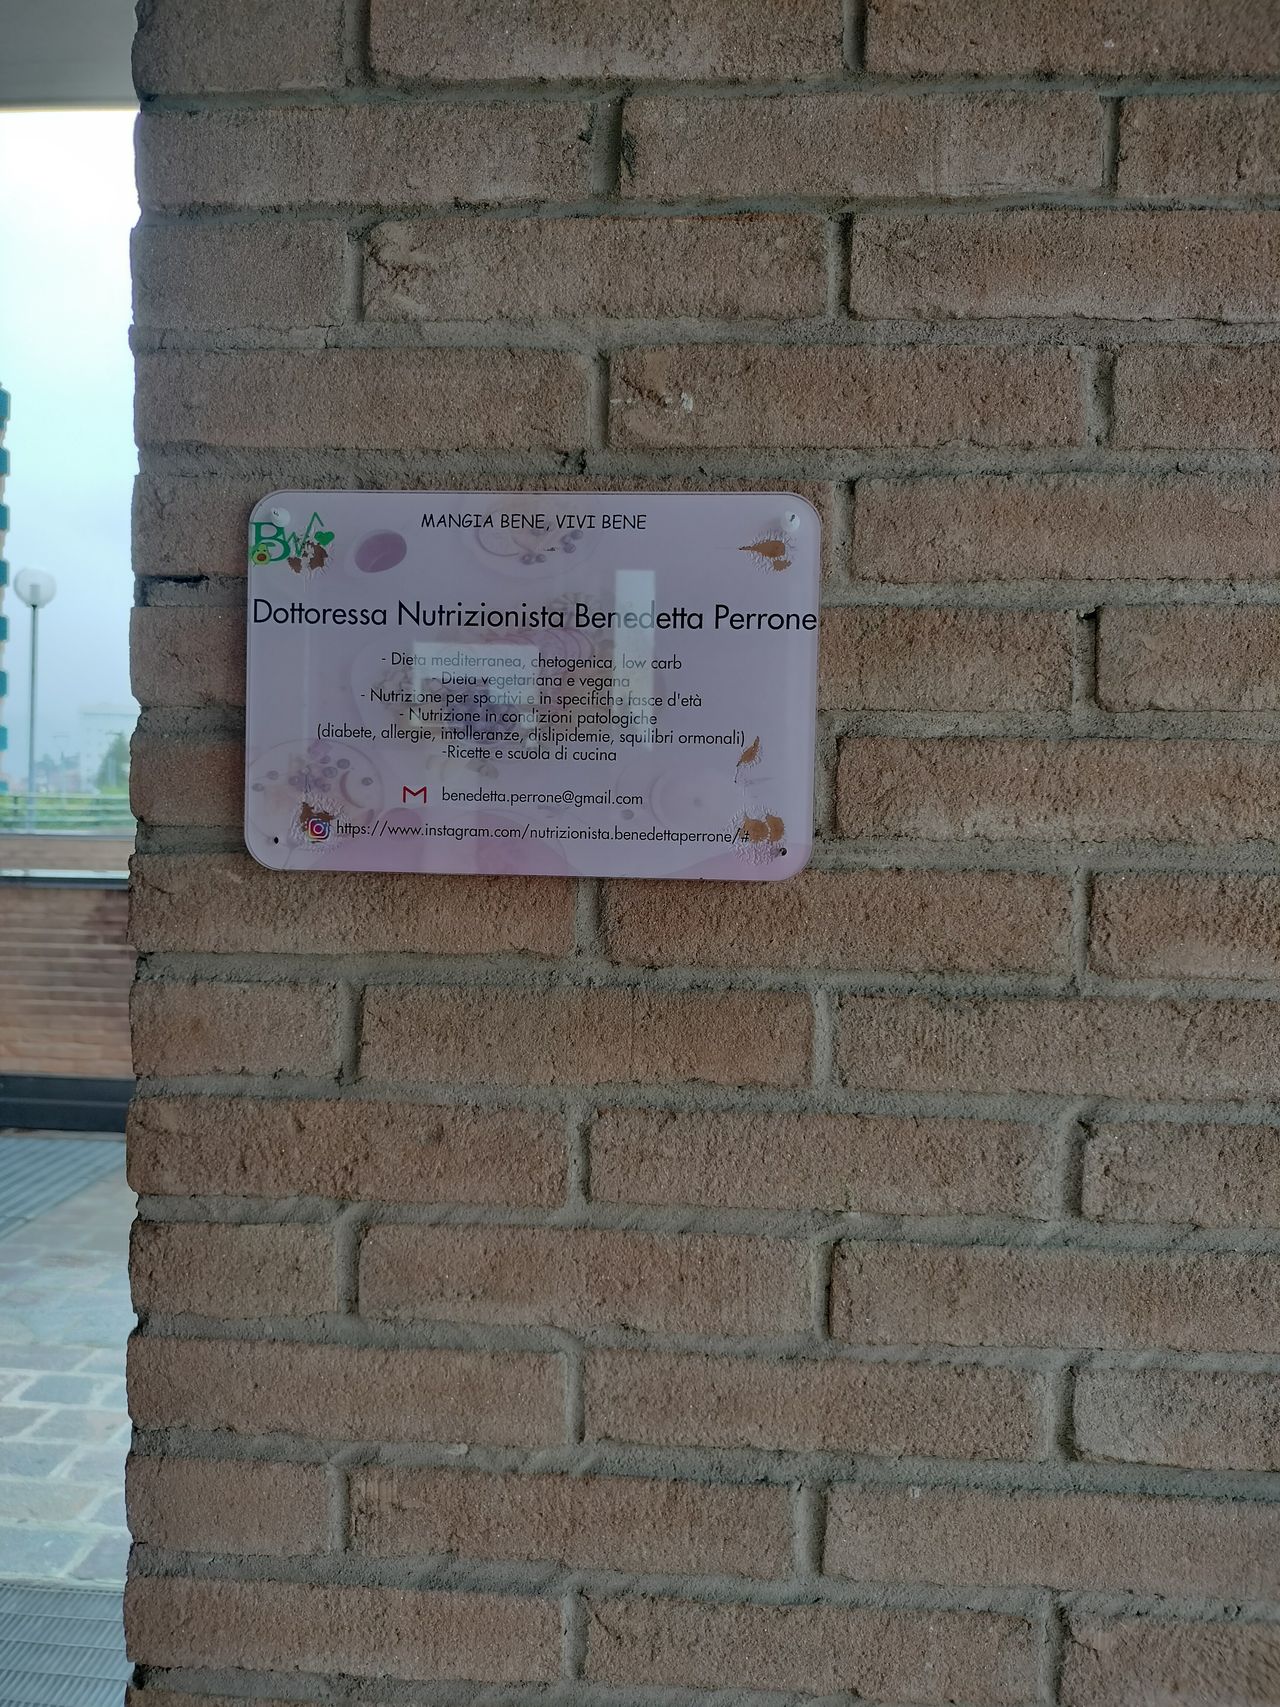 MANGIA BENE, VIVI BENE
Dottoressa Nutrizionista Benedetta Perrone
- Dieta mediterranea, chetogenica, low carb
- Dieta vegetariana e vegana
- Nutrizione per sportivi e in specifiche fasce d'età
- Nutrizione in condizioni patologiche
(diabete, allergie, intolleranze, dislipidemie, squilibri ormonali)
-Ricette e scuola di cucina
benedetta.perrone@gmail.com
https://www.instagram.com/nutrizionista.benedettaperrone/#